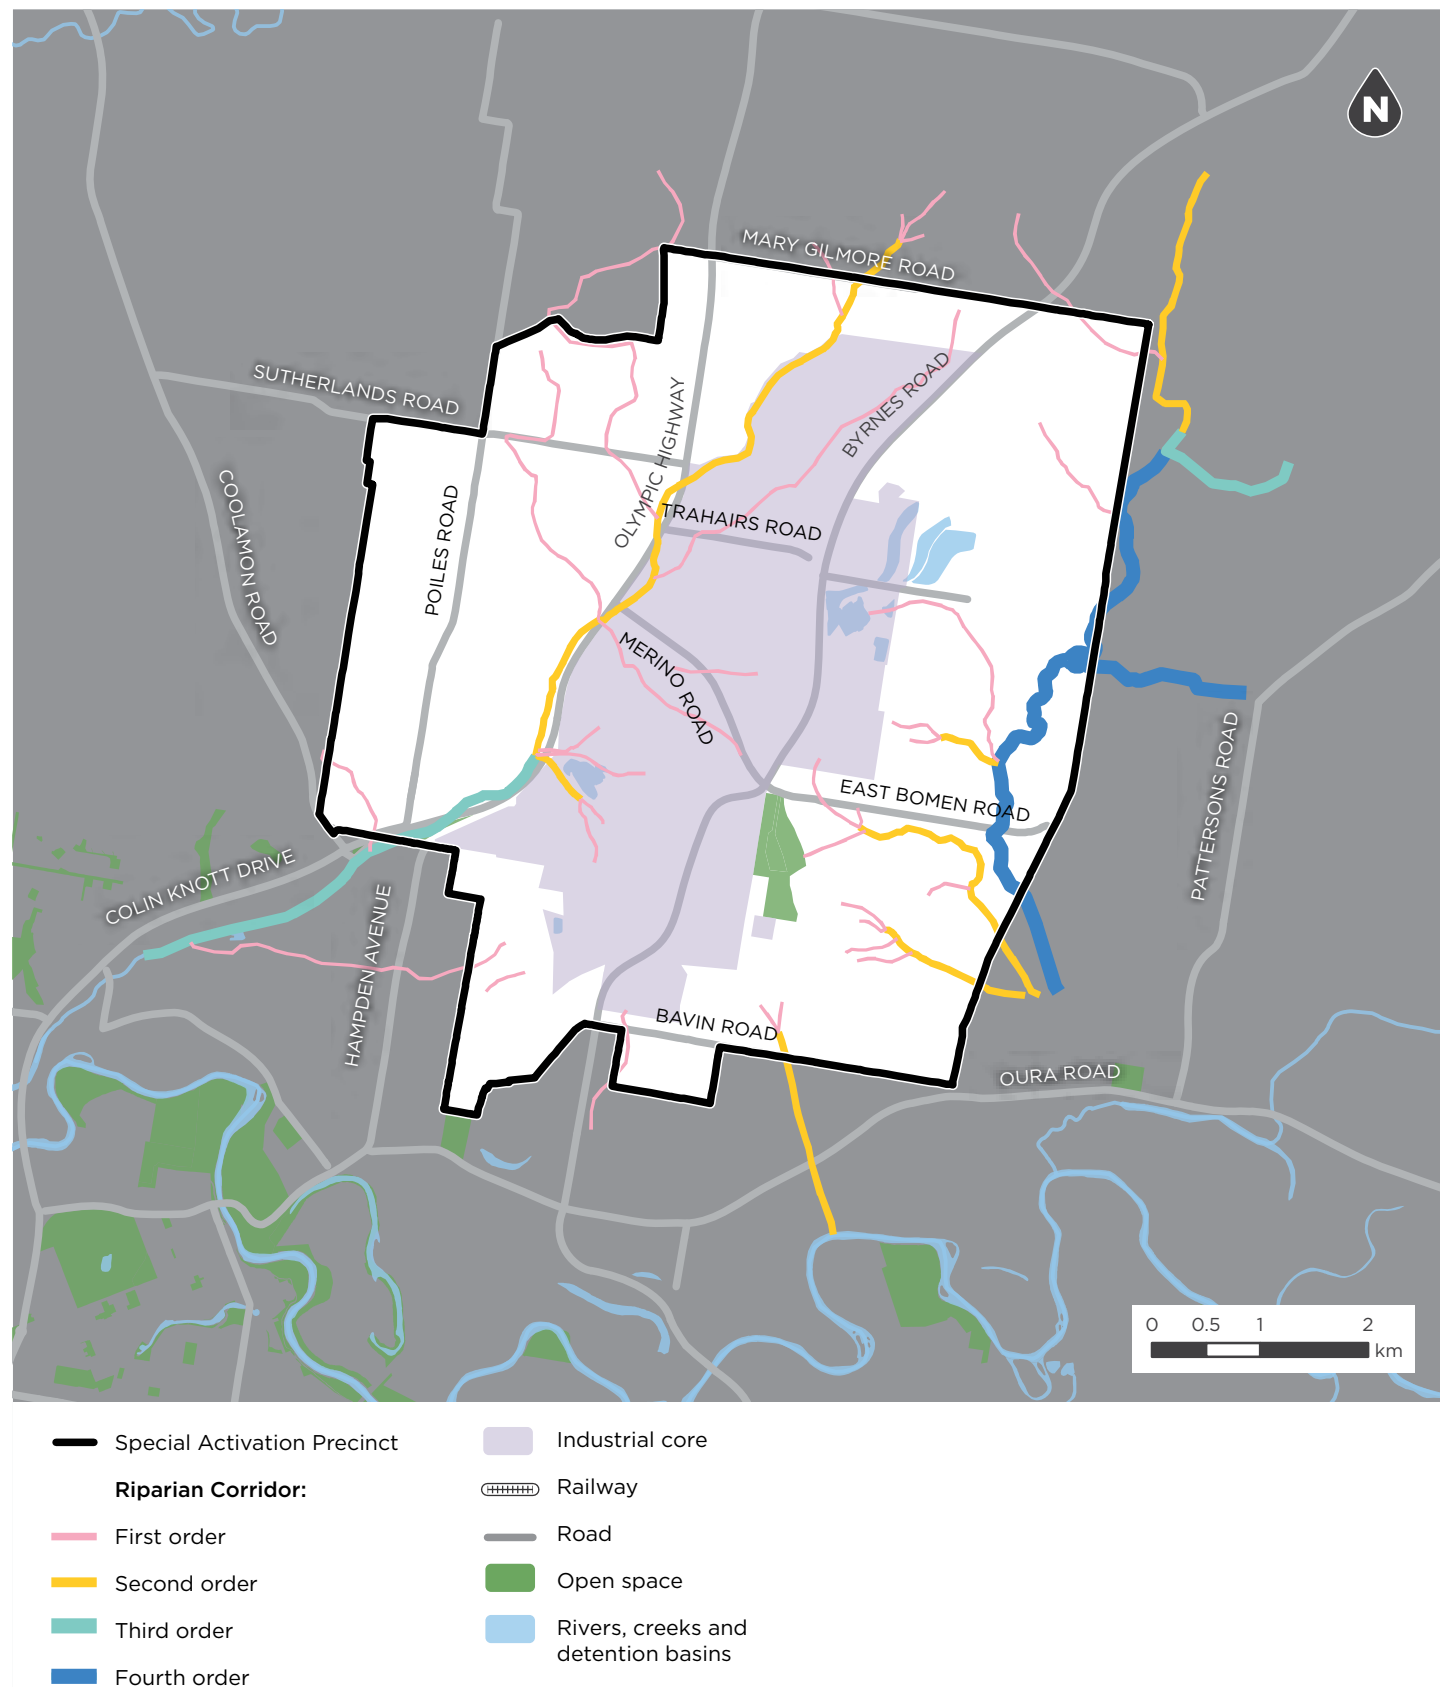 N
MARY GILMORE ROAD
SUTHERLANDS ROAD
BYRNES ROAD
OLYMPIC HIGHWAY
COOLAMON ROAD
POILES ROAD
TRAHAIRS ROAD
MERINO ROAD
PATTERSONS ROAD
EAST BOMEN ROAD
COLIN KNOTT DRIVE
HAMPDEN AVENUE
BAVIN ROAD
OURA ROAD
0 0.5 1 2
km
Special Activation Precinct
Riparian Corridor:
First order
Second order
Third order
Fourth order
Industrial core
Railway
Road
Open space
Rivers, creeks and
detention basins